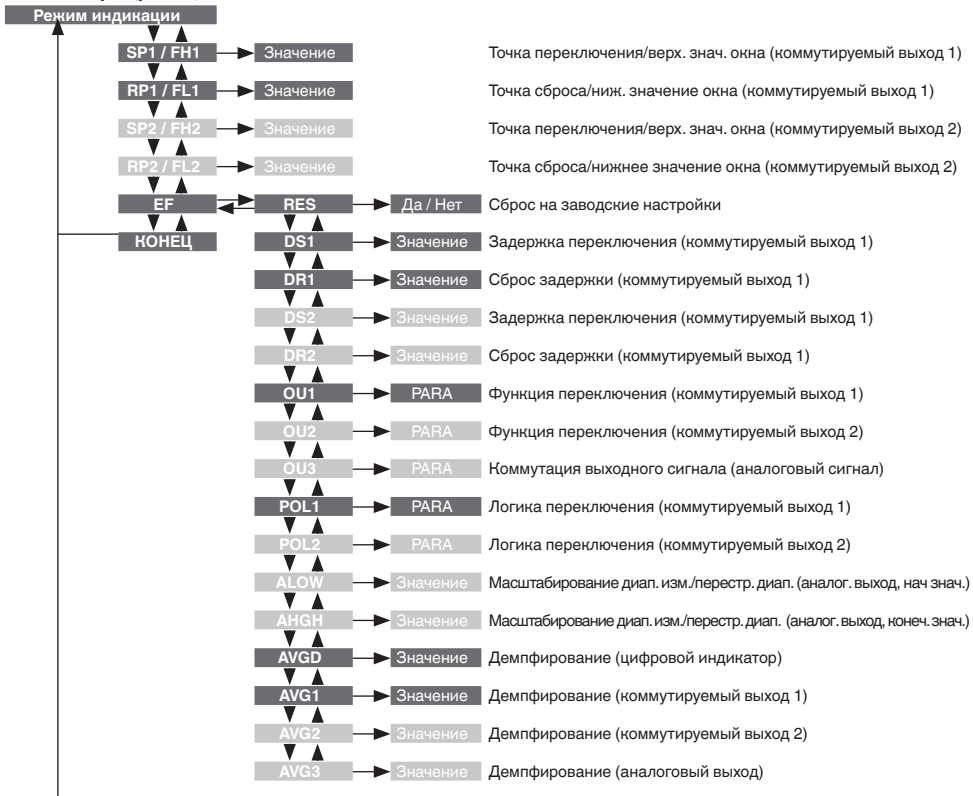 Режим индикации
SP1 / FH1 Значение Точка переключения/верх. знач. окна (коммутируемый выход 1)
RP1 / FL1 Значение Точка сброса/ниж. значение окна (коммутируемый выход 1)
SP2 / FH2 Значение Точка переключения/верх. знач. окна (коммутируемый выход 2)
RP2 / FL2 Значение Точка сброса/нижнее значение окна (коммутируемый выход 2)
EF RES Да / Нет Сброс на заводские настройки
КОНЕЦ DS1 Значение Задержка переключения (коммутируемый выход 1)
DR1 Значение Сброс задержки (коммутируемый выход 1)
DS2 Значение Задержка переключения (коммутируемый выход 1)
DR2 Значение Сброс задержки (коммутируемый выход 1)
OU1 PARA Функция переключения (коммутируемый выход 1)
OU2 PARA Функция переключения (коммутируемый выход 2)
OU3 PARA Коммутация выходного сигнала (аналоговый сигнал)
POL1 PARA Логика переключения (коммутируемый выход 1)
POL2 PARA Логика переключения (коммутируемый выход 2)
ALOW Значение Масштабирование диап. изм./перестр. диап. (аналог. выход, нач знач.)
AHGH Значение Масштабирование диап. изм./перестр. диап. (аналог. выход, конеч. знач.)
AVGD Значение Демпфирование (цифровой индикатор)
AVG1 Значение Демпфирование (коммутируемый выход 1)
AVG2 Значение Демпфирование (коммутируемый выход 2)
AVG3 Значение Демпфирование (аналоговый выход)